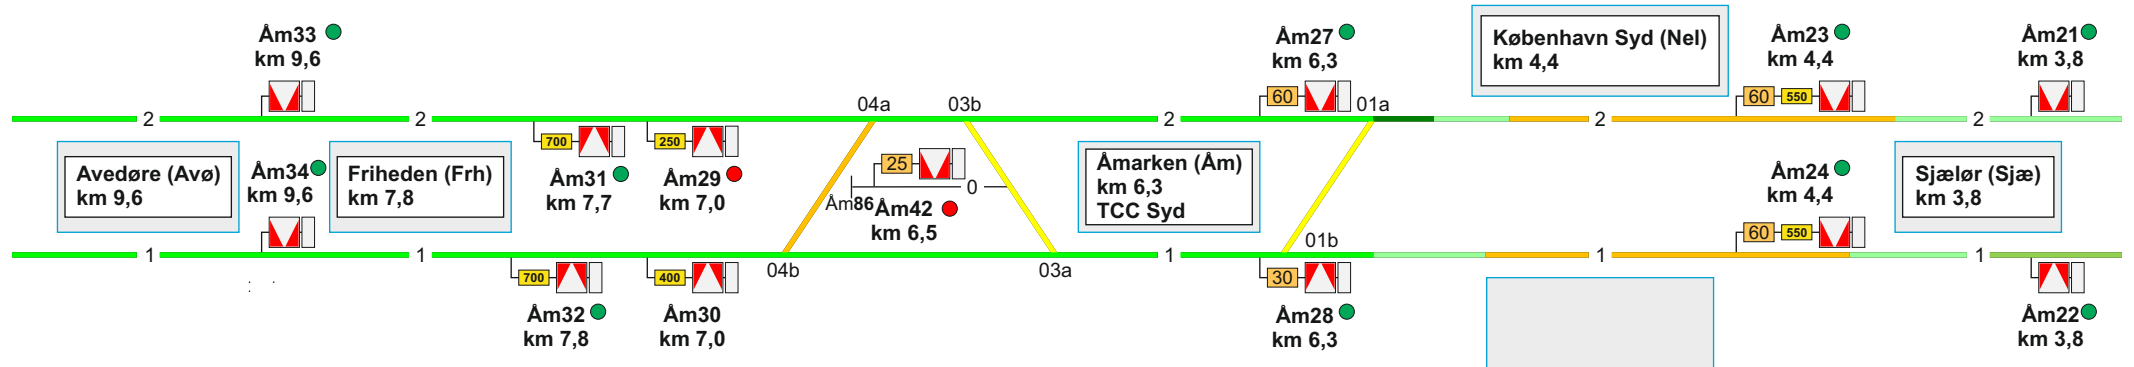 Åm33
km 9,6
Åm27
km 6,3
København Syd (Nel)
km 4,4
Åm23
km 4,4
Åm21
km 3,8
60
60
550
04a
03b
01a
2
2
2
2
2
700
250
Avedøre (Avø)
km 9,6
Åm34
km 9,6
Friheden (Frh)
km 7,8
Åm31
km 7,7
Åm29
km 7,0
25
0
Åm86
Åm42
km 6,5
Åmarken (Åm)
km 6,3
TCC Syd
Åm24
km 4,4
Sjælør (Sjæ)
km 3,8
60
550
01b
1
1
1
1
1
04b
03a
700
400
30
Åm32
km 7,8
Åm30
km 7,0
Åm28
km 6,3
Åm22
km 3,8